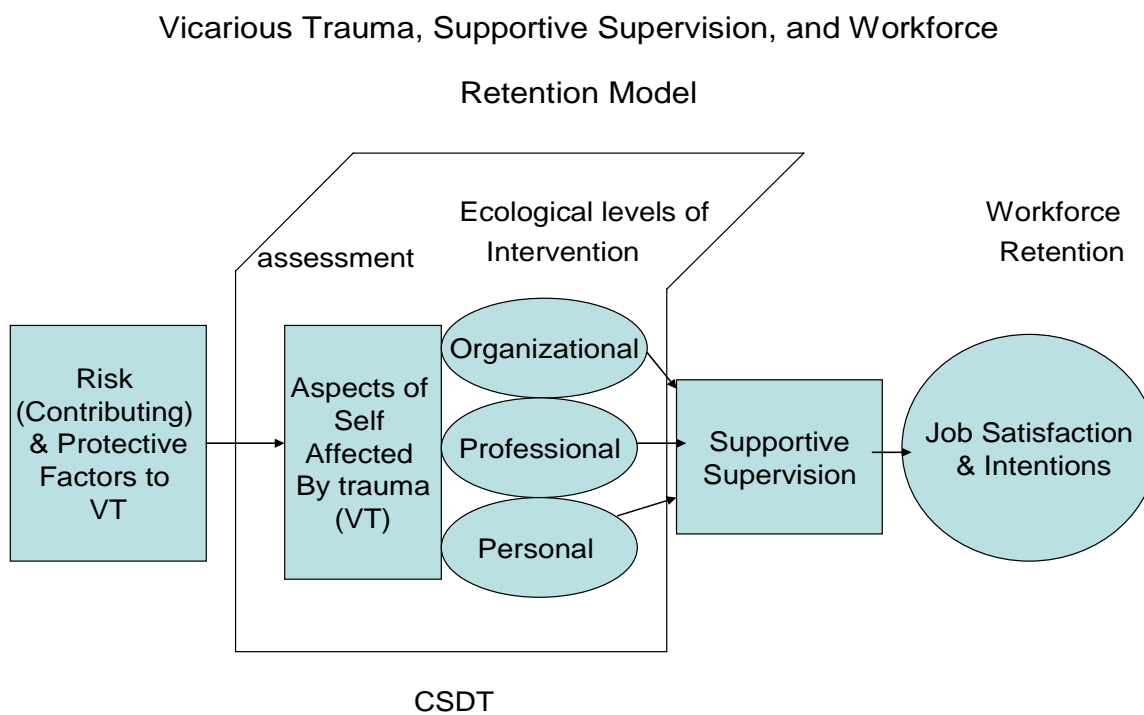 Vicarious Trauma, Supportive Supervision, and Workforce
Retention Model
assessment
Ecological levels of
Intervention
Workforce
Retention
Risk
(Contributing)
& Protective
Factors to
VT
Aspects of
Self
Affected
By trauma
(VT)
Organizational
Professional
Personal
Supportive
Supervision
Job Satisfaction
& Intentions
CSDT